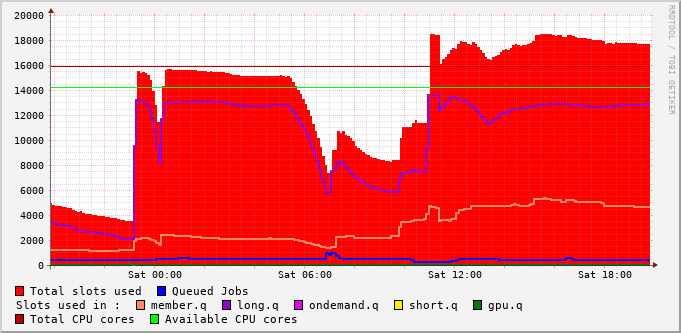 20000
18000
16000
14000
12000
10000
8000
6000
4000
2000
0
Sat 00:00 Sat 06:00 Sat 12:00 Sat 18:00
RRDTOOL / TOBI OETIKER
Total slots used Queued Jobs
Slots used in : member.q long.q ondemand.q short.q gpu.q
Total CPU cores Available CPU cores